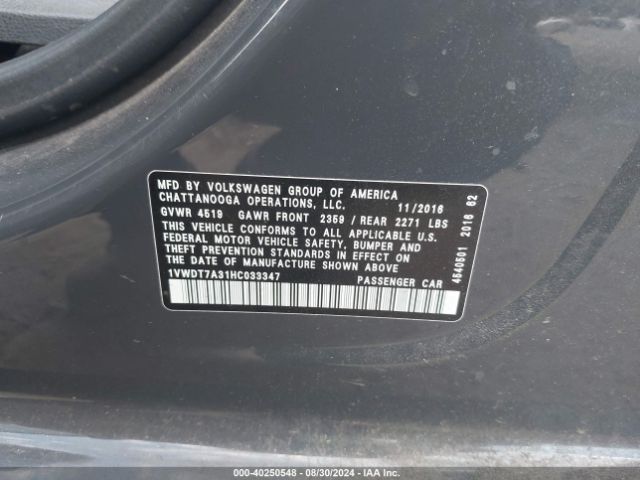 MFD BY VOLKSWAGEN GROUP OF AMERICA
CHATTANOOGA OPERATIONS, LLC. 11/2016
GVWR 4519 GAWR FRONT 2359 / REAR 2271 LBS
THIS VEHICLE CONFORMS TO ALL APPLICABLE U.S.
FEDERAL MOTOR VEHICLE SAFETY, BUMPER AND
THEFT PREVENTION STANDARDS IN EFFECT ON
THE DATE OF MANUFACTURE SHOWN ABOVE.
1VWDT7A31HC033347 PASSENGER CAR
4540501 2016 62
000-40250548 - 08/30/2024 - IAA Inc.